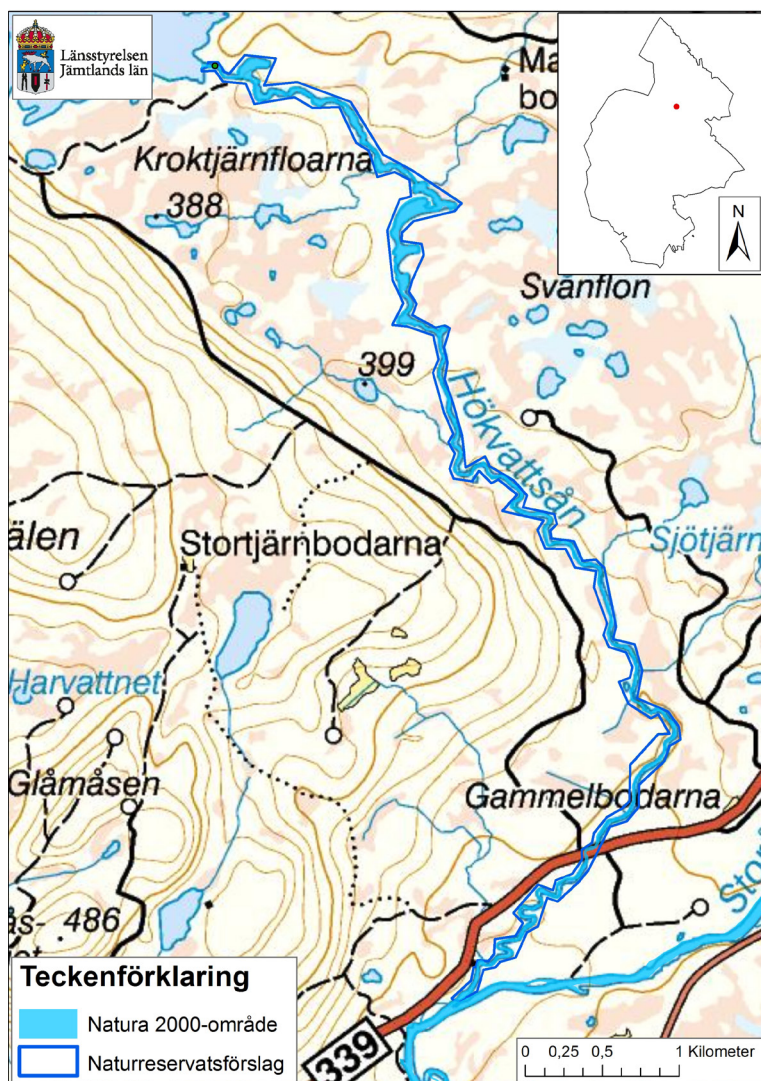 Länsstyrelsen
Jämtlands län
Ma
bo
N
Kroktjärnfloarna
388
Svanflon
399
Hökvattsån
älen
Stortjärnbodarna
Sjötjärn
Harvattnet
Glåmåsen
Gammelbodarna
Stor
ås-
486
339
Teckenförklaring
Natura 2000-område
Naturreservatsförslag
0 0,25 0,5 1 Kilometer